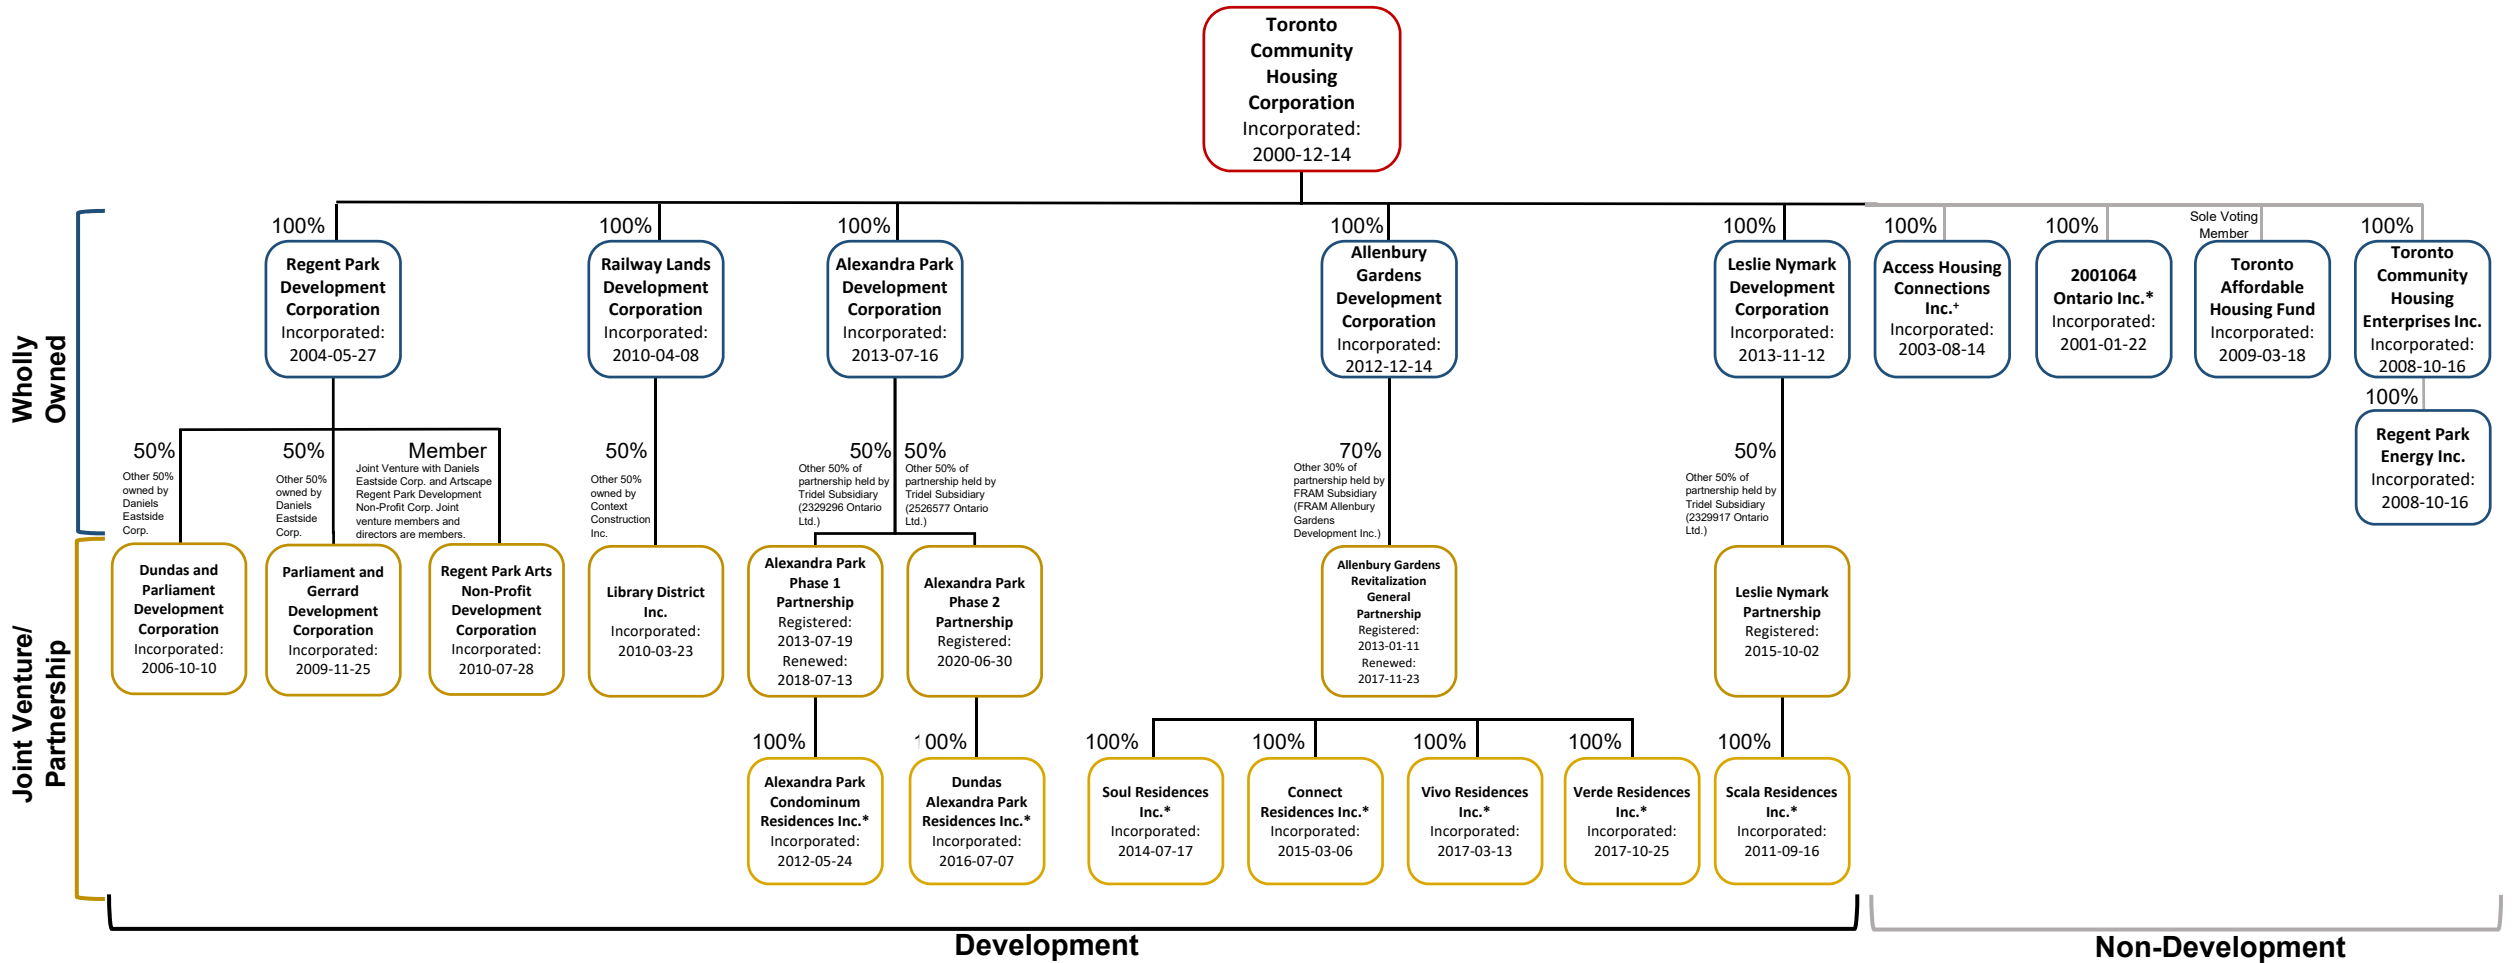 Toronto
Community
Housing
Corporation
Incorporated:
2000-12-14
Wholly
Owned
100%
Regent Park
Development
Corporation
Incorporated:
2004-05-27
100%
Railway Lands
Development
Corporation
Incorporated:
2010-04-08
100%
Alexandra Park
Development
Corporation
Incorporated:
2013-07-16
100%
Allenbury
Gardens
Development
Corporation
Incorporated:
2012-12-14
100%
Leslie Nymark
Development
Corporation
Incorporated:
2013-11-12
100%
Access Housing
Connections
Inc.+
Incorporated:
2003-08-14
100%
2001064
Ontario Inc.*
Incorporated:
2001-01-22
Sole Voting
Member
Toronto
Affordable
Housing Fund
Incorporated:
2009-03-18
100%
Toronto
Community
Housing
Enterprises Inc.
Incorporated:
2008-10-16
100%
Regent Park
Energy Inc.
Incorporated:
2008-10-16
50%
Other 50%
owned by
Daniels
Eastside
Corp.
50%
Other 50%
owned by
Daniels
Eastside
Corp.
Member
Joint Venture with Daniels
Eastside Corp. and Artscape
Regent Park Development
Non-Profit Corp. Joint
venture members and
directors are members.
50%
Other 50%
owned by
Context
Construction
Inc.
50%
Other 50% of
partnership held by
Tridel Subsidiary
(2329296 Ontario
Ltd.)
50%
Other 50% of
partnership held by
Tridel Subsidiary
(2526577 Ontario
Ltd.)
70%
Other 30% of
partnership held by
FRAM Subsidiary
(FRAM Allenbury
Gardens
Development Inc.)
50%
Other 50% of
partnership held by
Tridel Subsidiary
(2329917 Ontario
Ltd.)
Joint Venture/
Partnership
Dundas and
Parliament
Development
Corporation
Incorporated:
2006-10-10
Parliament and
Gerrard
Development
Corporation
Incorporated:
2009-11-25
Regent Park Arts
Non-Profit
Development
Corporation
Incorporated:
2010-07-28
Library District
Inc.
Incorporated:
2010-03-23
Alexandra Park
Phase 1
Partnership
Registered:
2013-07-19
Renewed:
2018-07-13
Alexandra Park
Phase 2
Partnership
Registered:
2020-06-30
Allenbury Gardens
Revitalization
General
Partnership
Registered:
2013-01-11
Renewed:
2017-11-23
Leslie Nymark
Partnership
Registered:
2015-10-02
100%
Alexandra Park
Condominum
Residences Inc.*
Incorporated:
2012-05-24
100%
Dundas
Alexandra Park
Residences Inc.*
Incorporated:
2016-07-07
100%
Soul Residences
Inc.*
Incorporated:
2014-07-17
100%
Connect
Residences Inc.*
Incorporated:
2015-03-06
100%
Vivo Residences
Inc.*
Incorporated:
2017-03-13
100%
Verde Residences
Inc.*
Incorporated:
2017-10-25
100%
Scala Residences
Inc.*
Incorporated:
2011-09-16
Development
Non-Development